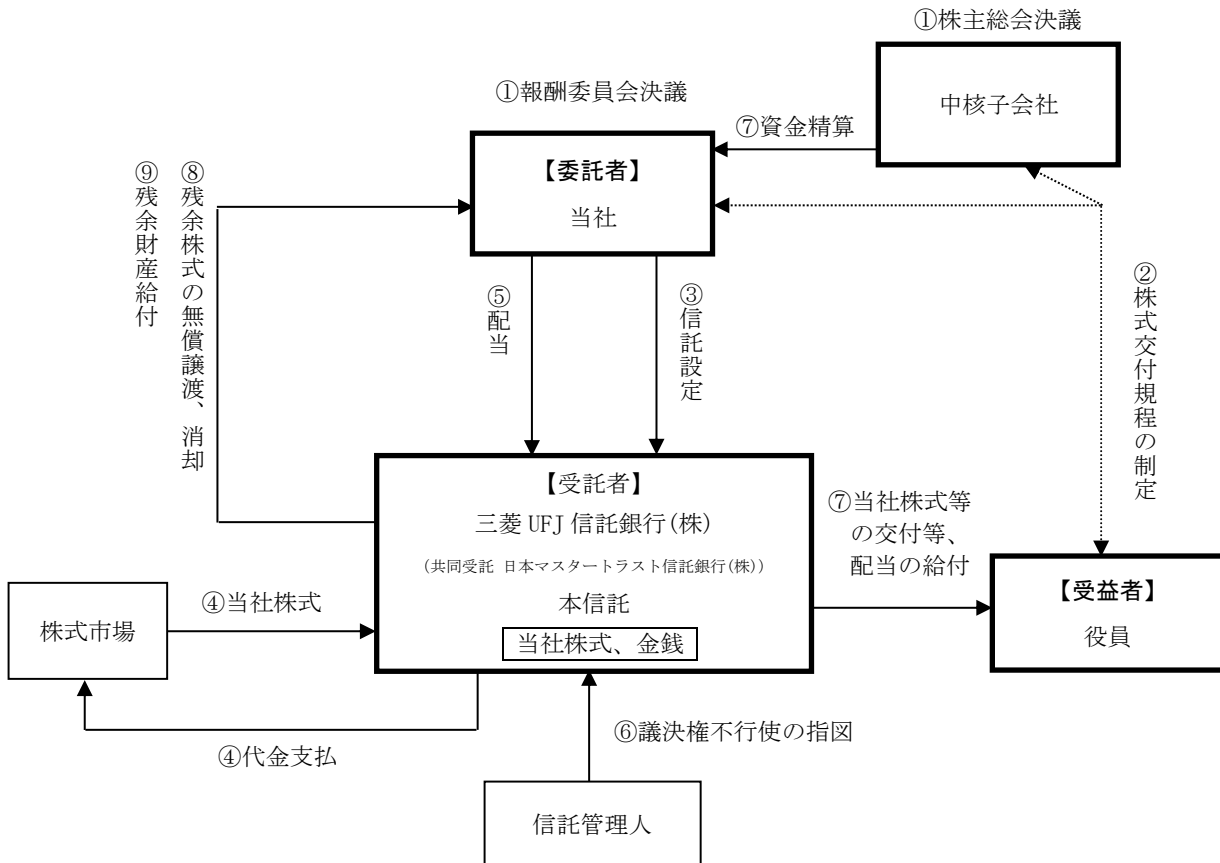 ①株主総会決議
中核子会社
①報酬委員会決議
⑦資金精算
【委託者】
当社
⑨残余財産給付
⑧残余株式の無償譲渡、消却
⑤配当
③信託設定
②株式交付規程の制定
【受託者】
三菱 UFJ 信託銀行(株)
(共同受託 日本マスタートラスト信託銀行(株))
本信託
当社株式、金銭
⑦当社株式等
の交付等、
配当の給付
【受益者】
役員
④当社株式
株式市場
④代金支払
⑥議決権不行使の指図
信託管理人